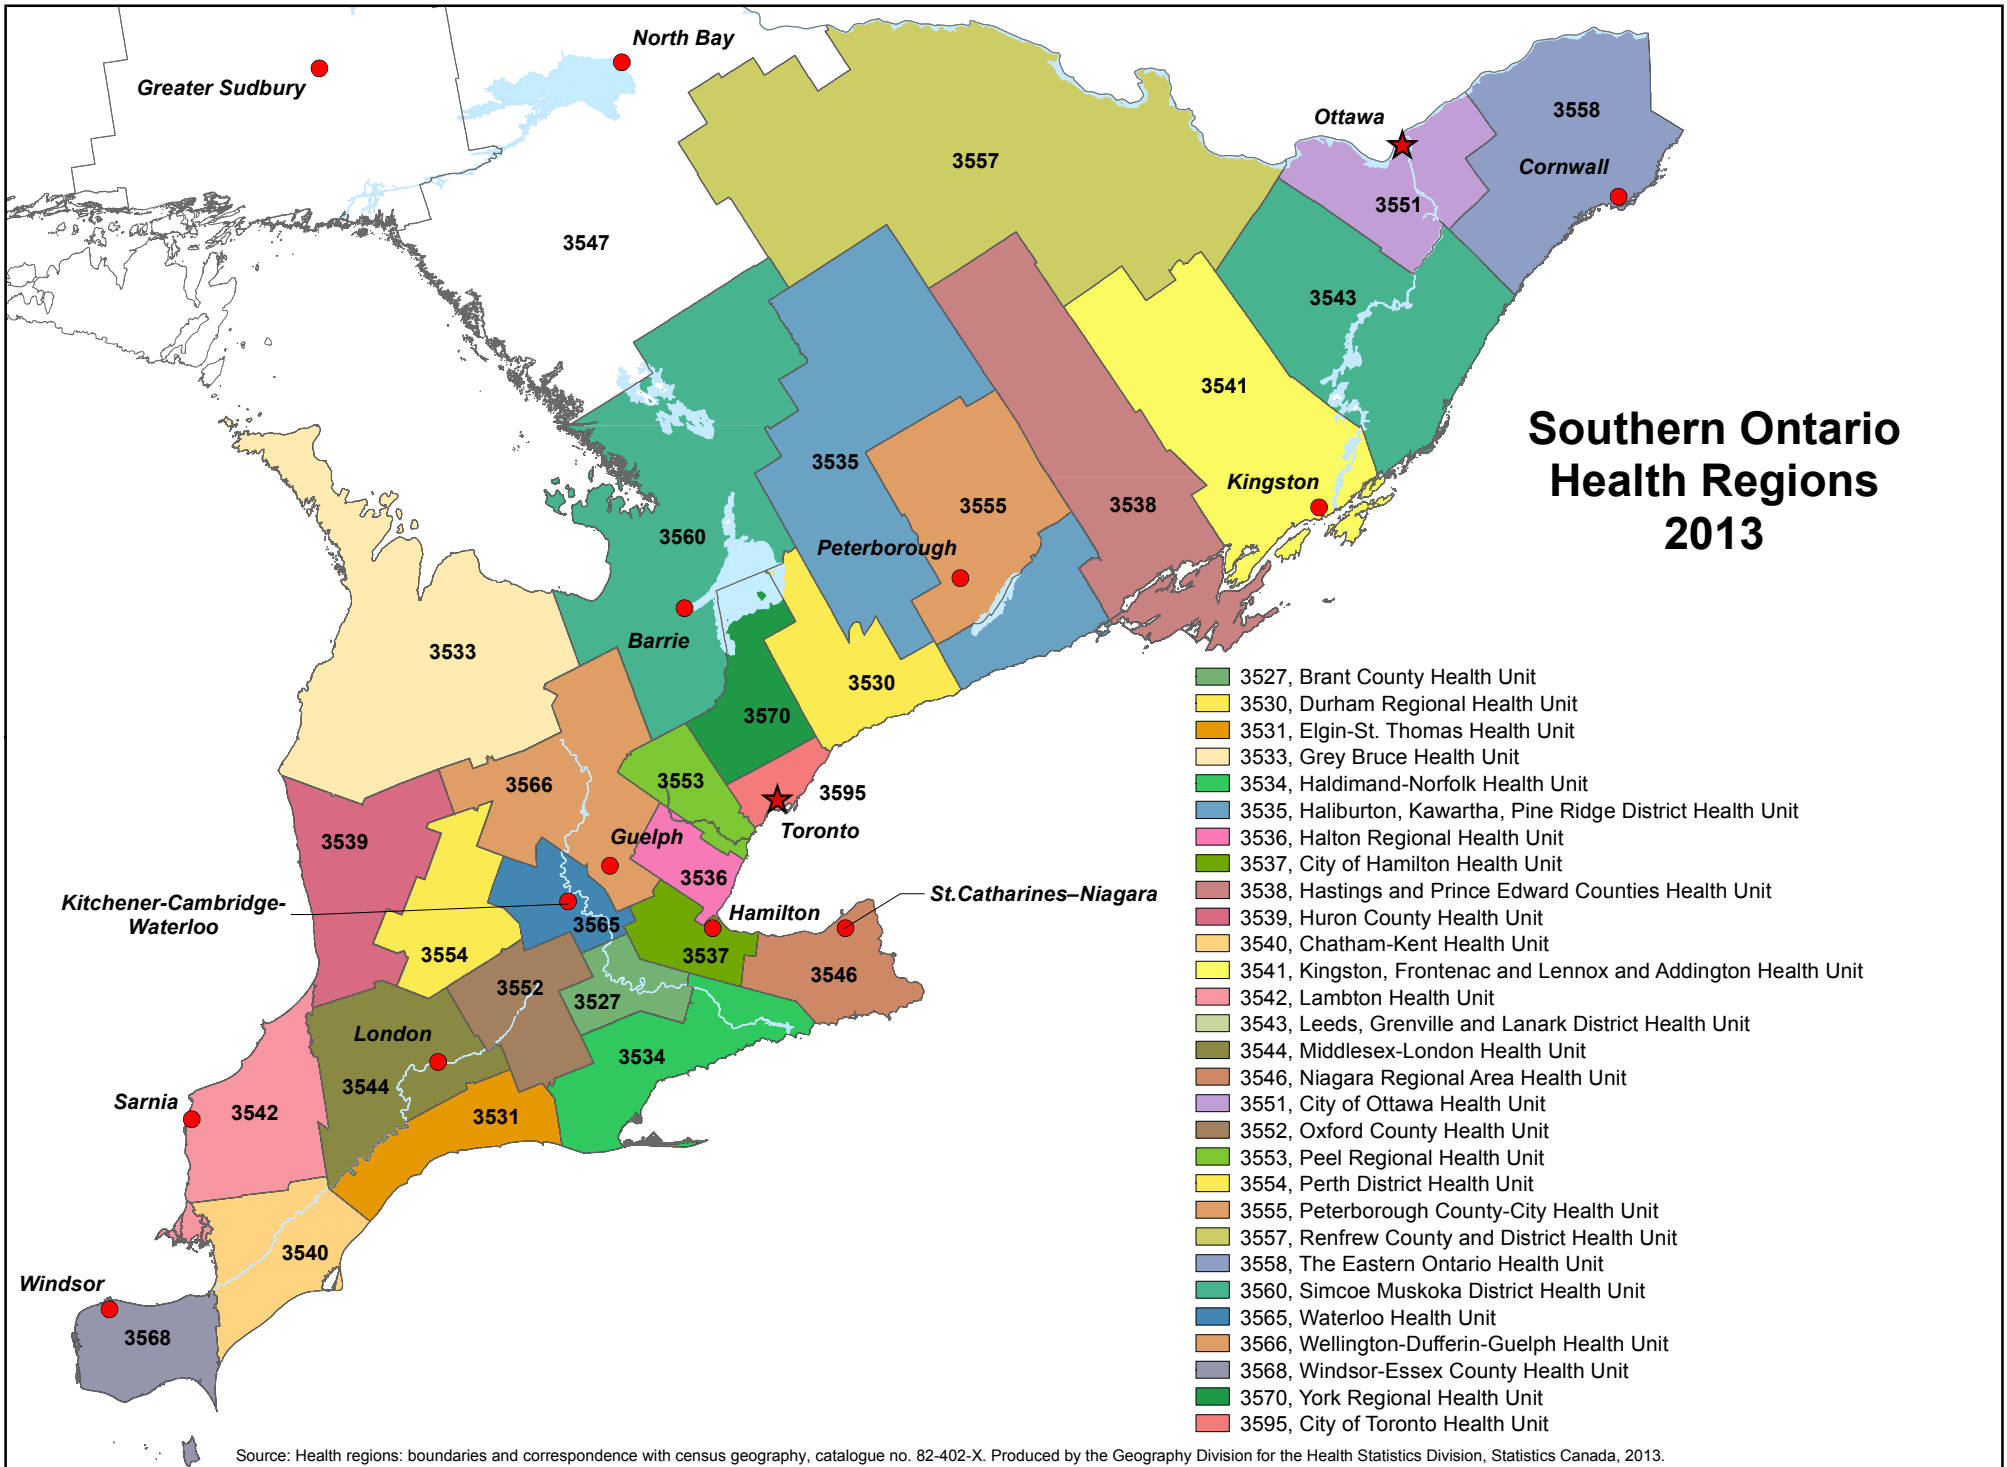 North Bay
Greater Sudbury
3558
Ottawa
3557
Cornwall
3551
3547
3543
3541
Southern Ontario
Health Regions
2013
3535
Kingston
3555
3538
3560
Peterborough
Barrie
3533
3530
3570
3566
3553
3595
Toronto
Guelph
3539
3536
Kitchener-Cambridge-
Waterloo
St.Catharines–Niagara
Hamilton
3565
3554
3537
3546
3552
3527
London
3534
3544
Sarnia
3542
3531
3540
Windsor
3568
3527, Brant County Health Unit
3530, Durham Regional Health Unit
3531, Elgin-St. Thomas Health Unit
3533, Grey Bruce Health Unit
3534, Haldimand-Norfolk Health Unit
3535, Haliburton, Kawartha, Pine Ridge District Health Unit
3536, Halton Regional Health Unit
3537, City of Hamilton Health Unit
3538, Hastings and Prince Edward Counties Health Unit
3539, Huron County Health Unit
3540, Chatham-Kent Health Unit
3541, Kingston, Frontenac and Lennox and Addington Health Unit
3542, Lambton Health Unit
3543, Leeds, Grenville and Lanark District Health Unit
3544, Middlesex-London Health Unit
3546, Niagara Regional Area Health Unit
3551, City of Ottawa Health Unit
3552, Oxford County Health Unit
3553, Peel Regional Health Unit
3554, Perth District Health Unit
3555, Peterborough County-City Health Unit
3557, Renfrew County and District Health Unit
3558, The Eastern Ontario Health Unit
3560, Simcoe Muskoka District Health Unit
3565, Waterloo Health Unit
3566, Wellington-Dufferin-Guelph Health Unit
3568, Windsor-Essex County Health Unit
3570, York Regional Health Unit
3595, City of Toronto Health Unit
Source: Health regions: boundaries and correspondence with census geography, catalogue no. 82-402-X. Produced by the Geography Division for the Health Statistics Division, Statistics Canada, 2013.